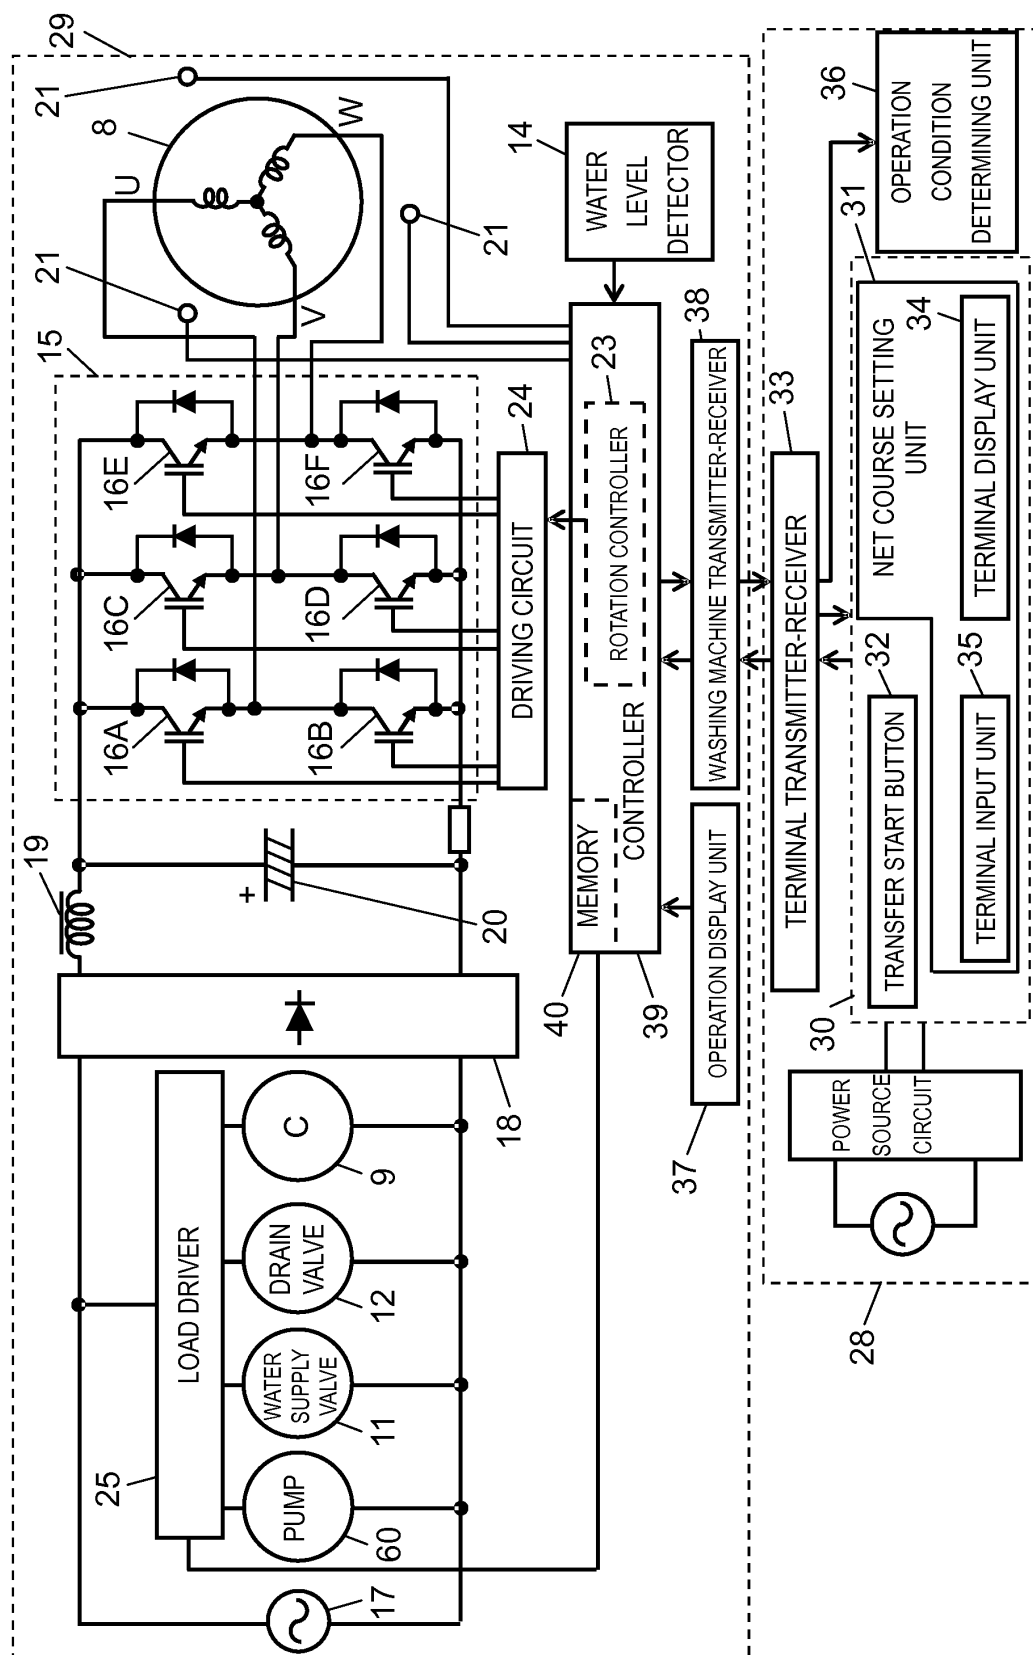 29
21
8
U
W
V
21
21
14
WATER
LEVEL
DETECTOR
15
16E
16F
16C
16D
16A
16B
24
DRIVING CIRCUIT
23
ROTATION CONTROLLER
MEMORY
CONTROLLER
40
39
38
WASHING MACHINE TRANSMITTER-RECEIVER
OPERATION DISPLAY UNIT
37
19
+
20
18
C
9
DRAIN
VALVE
12
WATER
SUPPLY
VALVE
11
PUMP
60
LOAD DRIVER
25
17
33
TERMINAL TRANSMITTER-RECEIVER
36
OPERATION
CONDITION
DETERMINING UNIT
31
NET COURSE SETTING
UNIT
34
TERMINAL DISPLAY UNIT
32
TRANSFER START BUTTON
35
TERMINAL INPUT UNIT
30
POWER
SOURCE
CIRCUIT
28